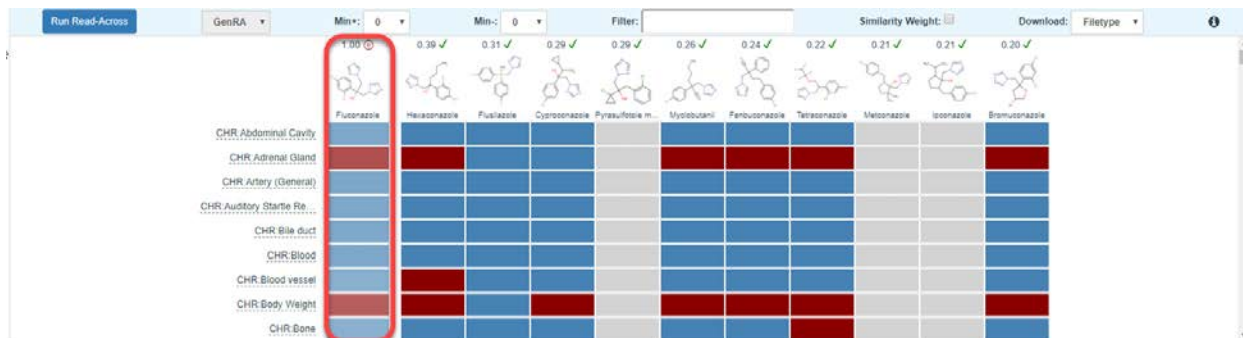 Run Read-Across GenRA Min+: 0 Min-: 0 Filter: Similarity Weight: Download: Filetype
1.00 0.39 0.31 0.29 0.29 0.26 0.24 0.22 0.21 0.21 0.20
Fluconazole Hexaconazole Flusilazole Cyproconazole Pyrasulfotole m... Myclobutanil Fenbuconazole Tetraconazole Metconazole Ipconazole Bromuconazole
CHR:Abdominal Cavity
CHR:Adrenal Gland
CHR:Artery (General)
CHR:Auditory Startle Re...
CHR:Bile duct
CHR:Blood
CHR:Blood vessel
CHR:Body Weight
CHR:Bone